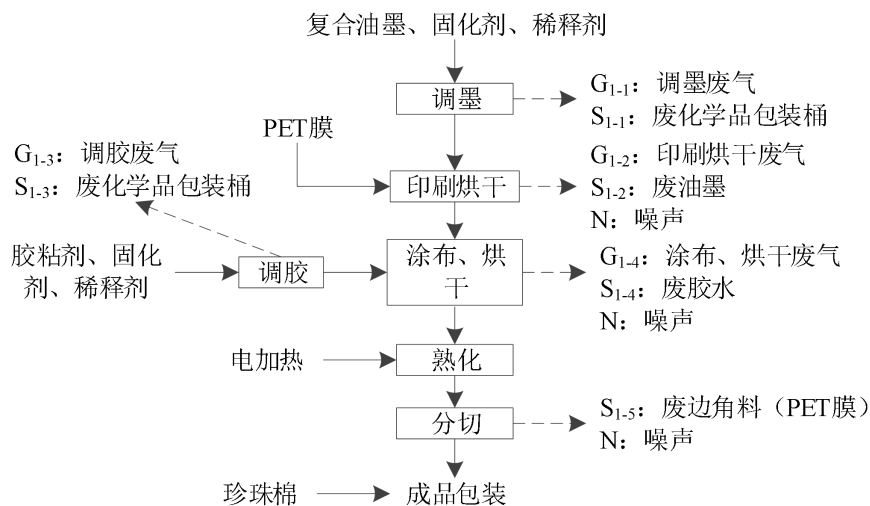 复合油墨、固化剂、稀释剂
调墨
G1-1：调墨废气
S1-1：废化学品包装桶
PET膜
G1-3：调胶废气
S1-3：废化学品包装桶
印刷烘干
G1-2：印刷烘干废气
S1-2：废油墨
N：噪声
胶粘剂、固化
剂、稀释剂
调胶
涂布、烘
干
G1-4：涂布、烘干废气
S1-4：废胶水
N：噪声
电加热
熟化
分切
S1-5：废边角料（PET膜）
N：噪声
珍珠棉
成品包装